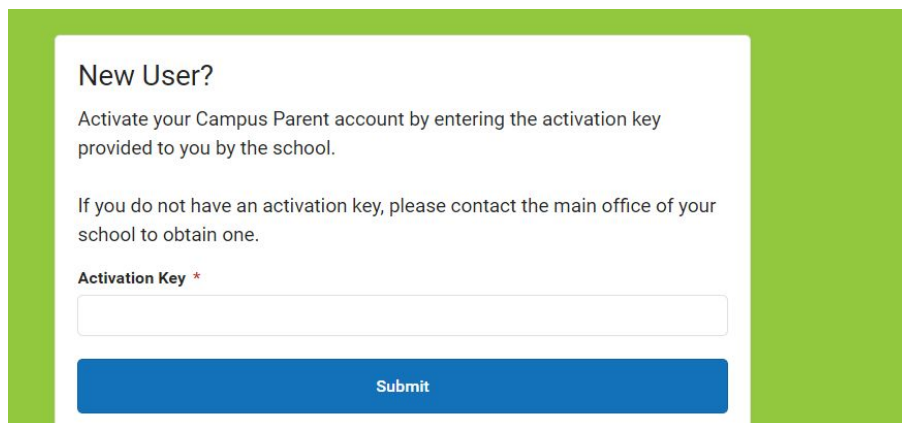 New User?
Activate your Campus Parent account by entering the activation key
provided to you by the school.
If you do not have an activation key, please contact the main office of your
school to obtain one.
Activation Key *
Submit